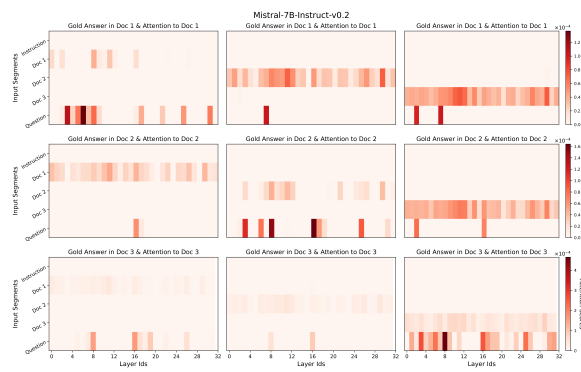 Mistral-7B-Instruct-v0.2
Gold Answer in Doc 1 & Attention to Doc 1
Gold Answer in Doc 1 & Attention to Doc 1
Gold Answer in Doc 1 & Attention to Doc 1
×10⁻⁴
Input Segments
Instruction
Doc 1
Doc 2
Doc 3
Question
1.2
1.0
0.8
0.6
0.4
0.2
0.0
Gold Answer in Doc 2 & Attention to Doc 1
Gold Answer in Doc 2 & Attention to Doc 2
Gold Answer in Doc 2 & Attention to Doc 1
×10⁻⁴
Input Segments
Instruction
Doc 1
Doc 2
Doc 3
Question
1.6
1.4
1.2
1.0
0.8
0.6
0.4
0.2
0.0
Gold Answer in Doc 3 & Attention to Doc 3
Gold Answer in Doc 3 & Attention to Doc 3
Gold Answer in Doc 3 & Attention to Doc 3
×10⁻⁴
Input Segments
Instruction
Doc 1
Doc 2
Doc 3
Question
4
3
2
1
0
0 4 8 12 16 20 24 28 32
0 4 8 12 16 20 24 28 32
0 4 8 12 16 20 24 28 32
Layer Ids
Layer Ids
Layer Ids